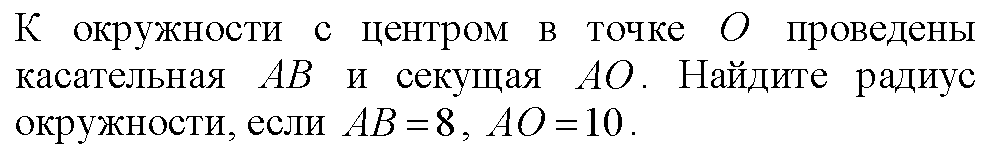 К окружности с центром в точке O проведены
касательная AB и секущая AO. Найдите радиус
окружности, если AB = 8, AO = 10.